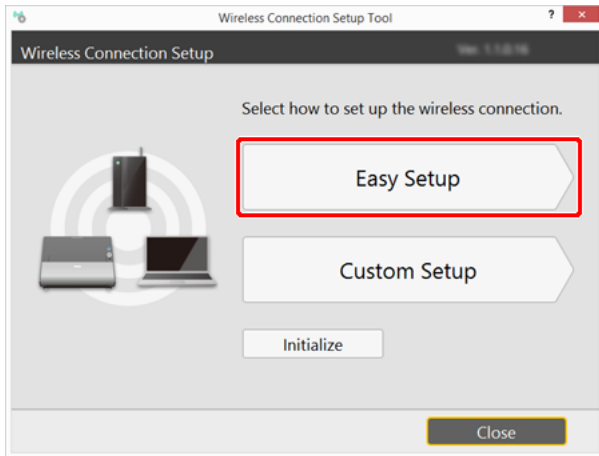 Wireless Connection Setup Tool
?
Wireless Connection Setup
Select how to set up the wireless connection.
Easy Setup
Custom Setup
Initialize
Close